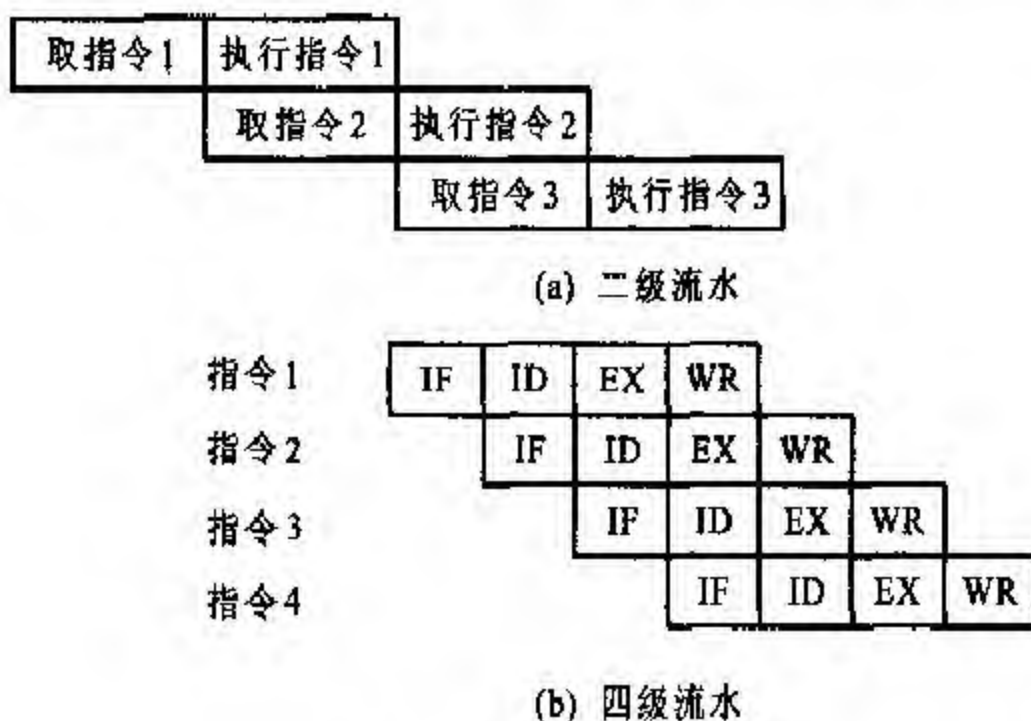 取指令1 执行指令1
取指令2 执行指令2
取指令3 执行指令3
(a) 二级流水
指令1 IF ID EX WR
指令2 IF ID EX WR
指令3 IF ID EX WR
指令4 IF ID EX WR
(b) 四级流水